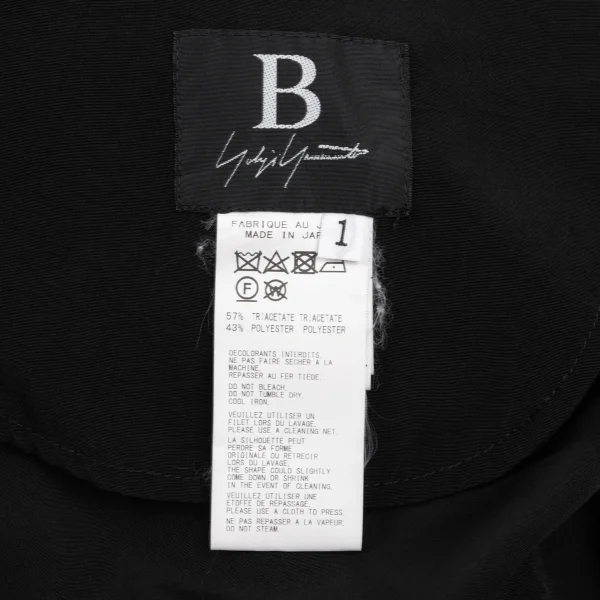 B
Yohji Yamamoto
FABRIQUE AU J
MADE IN JAP
1
F
W
57% TRIACETATE TRIACETATE
43% POLYESTER POLYESTER
DECOLORANTS INTERDITS.
NE PAS FAIRE SECHER A LA
MACHINE.
REPASSER AU FER TIEDE.
DO NOT BLEACH.
DO NOT TUMBLE DRY.
COOL IRON.
VEUILLEZ UTILISER UN
FILET LORS DU LAVAGE.
PLEASE USE A CLEANING NET.
LA SILHOUETTE PEUT
PERDRE SA FORME
ORIGINALE OU RETRECIR
LORS DU LAVAGE.
THE SHAPE COULD SLIGHTLY
COME DOWN OR SHRINK
IN THE EVENT OF CLEANING.
VEUILLEZ UTILISER UNE
ETOFFE DE REPASSAGE.
PLEASE USE A CLOTH TO PRESS.
NE PAS REPASSER A LA VAPEUR.
DO NOT STEAM.